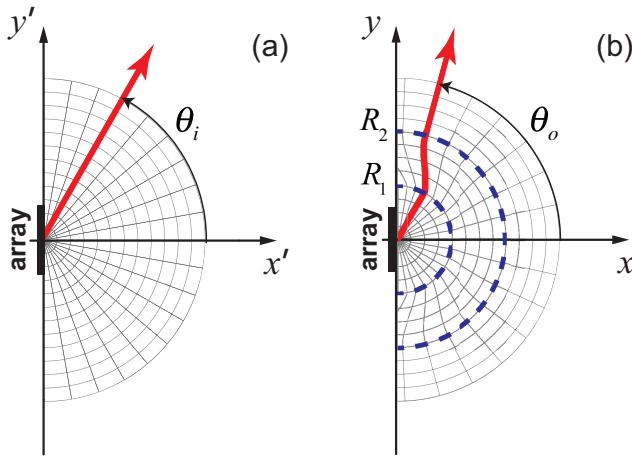 y′ (a)
θi
array
x′
y (b)
R2
θo
R1
array
x